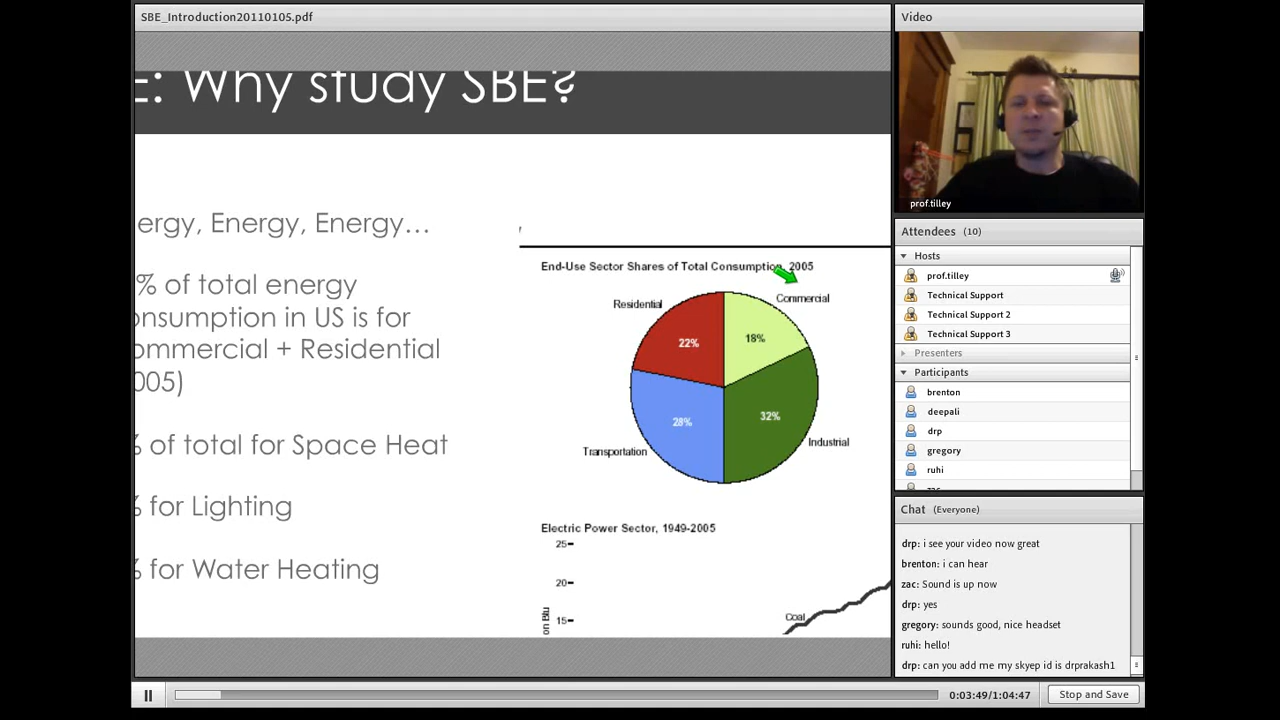 SBE_Introduction20110105.pdf
E: Why study SBE?
ergy, Energy, Energy…
% of total energy
onsumption in US is for
ommercial + Residential
005)
% of total for Space Heat
% for Lighting
% for Water Heating
End-Use Sector Shares of Total Consumption, 2005
Residential
Commercial
22%
18%
28%
32%
Transportation
Industrial
Electric Power Sector, 1949-2005
25
20
15
on Btu
Coal
Video
prof.tilley
Attendees (10)
Hosts
prof.tilley
Technical Support
Technical Support 2
Technical Support 3
Presenters
Participants
brenton
deepali
drp
gregory
ruhi
Chat (Everyone)
drp: i see your video now great
brenton: i can hear
zac: Sound is up now
drp: yes
gregory: sounds good, nice headset
ruhi: hello!
drp: can you add me my skyep id is drprakash1
0:03:49/1:04:47
Stop and Save